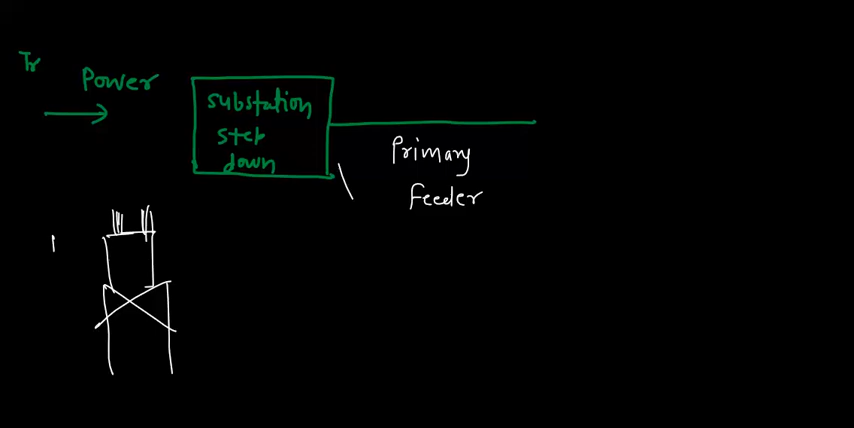 Tr
Power
substation
step
down
Primary
Feeder